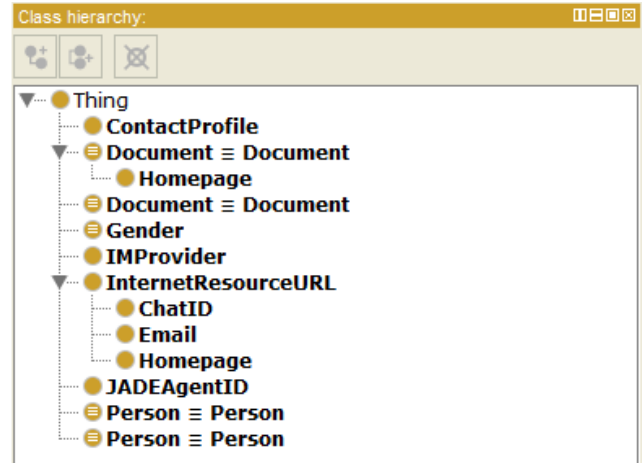 Class hierarchy:
Thing
ContactProfile
Document ≡ Document
Homepage
Document ≡ Document
Gender
IMProvider
InternetResourceURL
ChatID
Email
Homepage
JADEAgentID
Person ≡ Person
Person ≡ Person